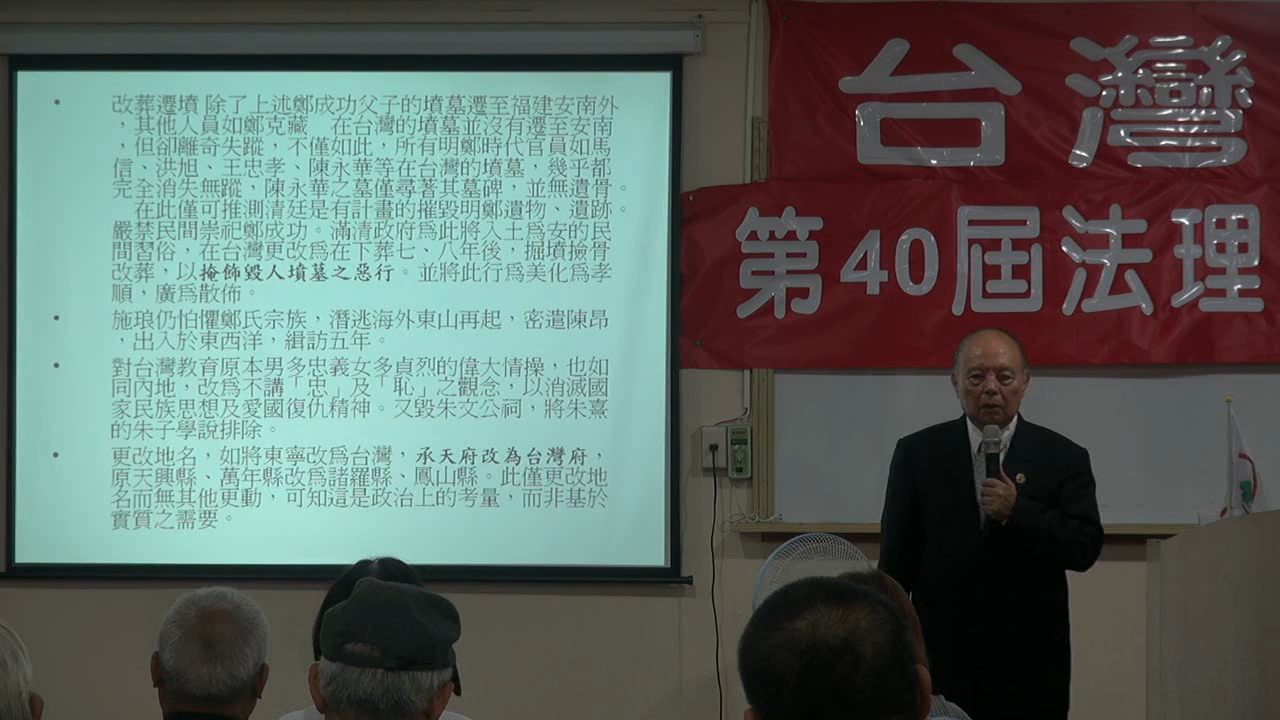 台灣
第40屆法理
• 改葬遷墳 除了上述鄭成功父子的墳墓遷至福建安南外
，其他人員如鄭克臧 在台灣的墳墓並沒有遷至安南
，但卻離奇失蹤，不僅如此，所有明鄭時代官員如馬
信、洪旭、王忠孝、陳永華等在台灣的墳墓，幾乎都
完全消失無蹤，陳永華之墓僅尋著其墓碑，並無遺骨。
在此僅可推測清廷是有計畫的摧毀明鄭遺物、遺跡。
嚴禁民間崇祀鄭成功。滿清政府為此將入土為安的民
間習俗，在台灣更改為在下葬七、八年後，掘墳撿骨
改葬，以掩飾毀人墳墓之惡行。並將此行為美化為孝
順，廣為散佈。
• 施琅仍怕懼鄭氏宗族，潛逃海外東山再起，密遣陳昂
，出入於東西洋，緝訪五年。
• 對台灣教育原本男多忠義女多貞烈的偉大情操，也如
同內地，改為不講「忠」及「恥」之觀念，以消滅國
家民族思想及愛國復仇精神。又毀朱文公祠，將朱熹
的朱子學說排除。
• 更改地名，如將東寧改為台灣，承天府改為台灣府，
原天興縣、萬年縣改為諸羅縣、鳳山縣。此僅更改地
名而無其他更動，可知這是政治上的考量，而非基於
實質之需要。